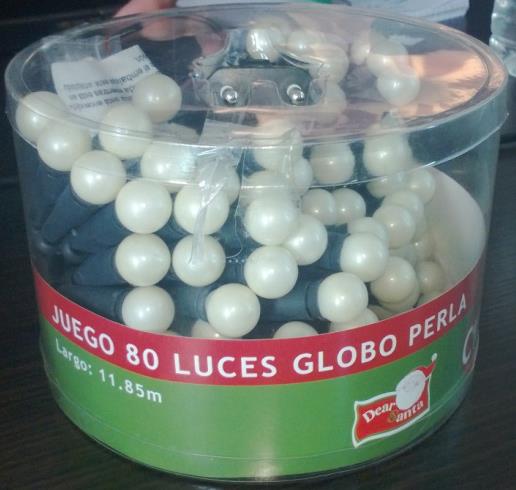 JUEGO 80 LUCES GLOBO PERLA
Largo: 11.85m
Dear
Santa